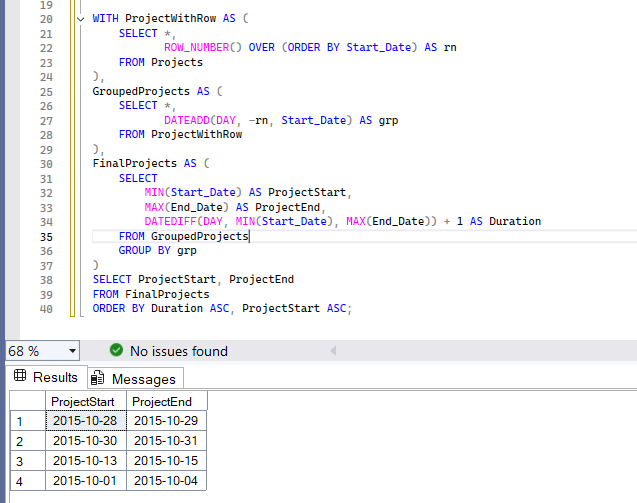 19
20 WITH ProjectWithRow AS (
21 SELECT *,
22 ROW_NUMBER() OVER (ORDER BY Start_Date) AS rn
23 FROM Projects
24 ),
25 GroupedProjects AS (
26 SELECT *,
27 DATEADD(DAY, -rn, Start_Date) AS grp
28 FROM ProjectWithRow
29 ),
30 FinalProjects AS (
31 SELECT
32 MIN(Start_Date) AS ProjectStart,
33 MAX(End_Date) AS ProjectEnd,
34 DATEDIFF(DAY, MIN(Start_Date), MAX(End_Date)) + 1 AS Duration
35 FROM GroupedProjects
36 GROUP BY grp
37 )
38 SELECT ProjectStart, ProjectEnd
39 FROM FinalProjects
40 ORDER BY Duration ASC, ProjectStart ASC;
68 % No issues found
Results Messages
ProjectStart ProjectEnd
1 2015-10-28 2015-10-29
2 2015-10-30 2015-10-31
3 2015-10-13 2015-10-15
4 2015-10-01 2015-10-04